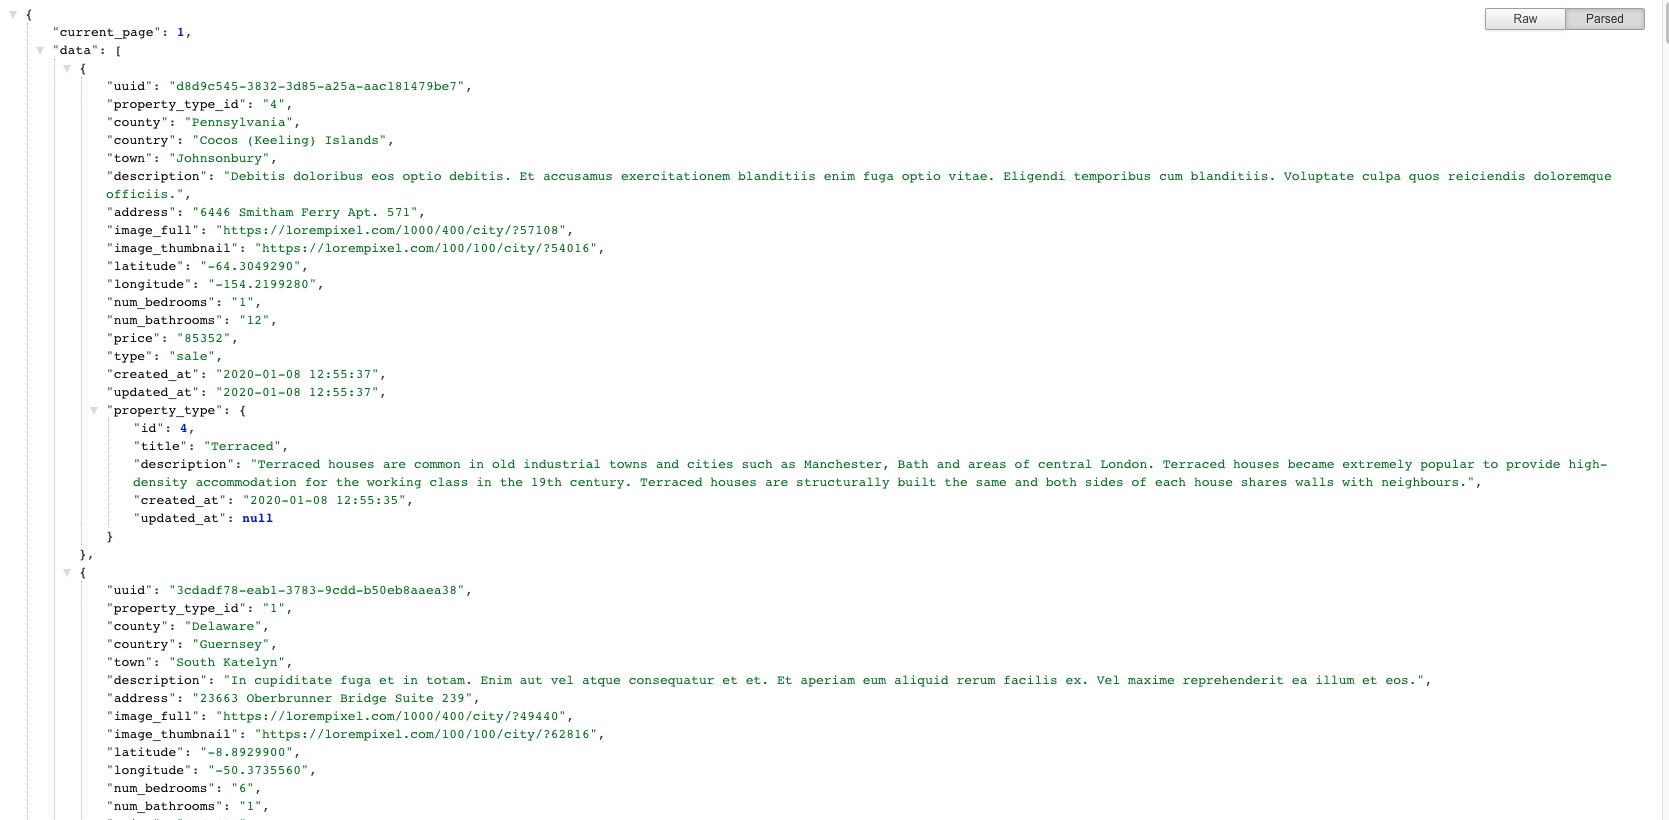 {
Raw Parsed
"current_page": 1,
"data": [
{
"uuid": "d8d9c545-3832-3d85-a25a-aac181479be7",
"property_type_id": "4",
"county": "Pennsylvania",
"country": "Cocos (Keeling) Islands",
"town": "Johnsonbury",
"description": "Debitis doloribus eos optio debitis. Et accusamus exercitationem blanditiis enim fuga optio vitae. Eligendi temporibus cum blanditiis. Voluptate culpa quos reiciendis doloremque
officiis.",
"address": "6446 Smitham Ferry Apt. 571",
"image_full": "https://lorempixel.com/1000/400/city/?57108",
"image_thumbnail": "https://lorempixel.com/100/100/city/?54016",
"latitude": "-64.3049290",
"longitude": "-154.2199280",
"num_bedrooms": "1",
"num_bathrooms": "12",
"price": "85352",
"type": "sale",
"created_at": "2020-01-08 12:55:37",
"updated_at": "2020-01-08 12:55:37",
"property_type": {
"id": 4,
"title": "Terraced",
"description": "Terraced houses are common in old industrial towns and cities such as Manchester, Bath and areas of central London. Terraced houses became extremely popular to provide high-
density accommodation for the working class in the 19th century. Terraced houses are structurally built the same and both sides of each house shares walls with neighbours.",
"created_at": "2020-01-08 12:55:35",
"updated_at": null
}
},
{
"uuid": "3cdadf78-eab1-3783-9cdd-b50eb8aaea38",
"property_type_id": "1",
"county": "Delaware",
"country": "Guernsey",
"town": "South Katelyn",
"description": "In cupiditate fuga et in totam. Enim aut vel atque consequatur et et. Et aperiam eum aliquid rerum facilis ex. Vel maxime reprehenderit ea illum et eos.",
"address": "23663 Oberbrunner Bridge Suite 239",
"image_full": "https://lorempixel.com/1000/400/city/?49440",
"image_thumbnail": "https://lorempixel.com/100/100/city/?62816",
"latitude": "-8.8929900",
"longitude": "-50.3735560",
"num_bedrooms": "6",
"num_bathrooms": "1",